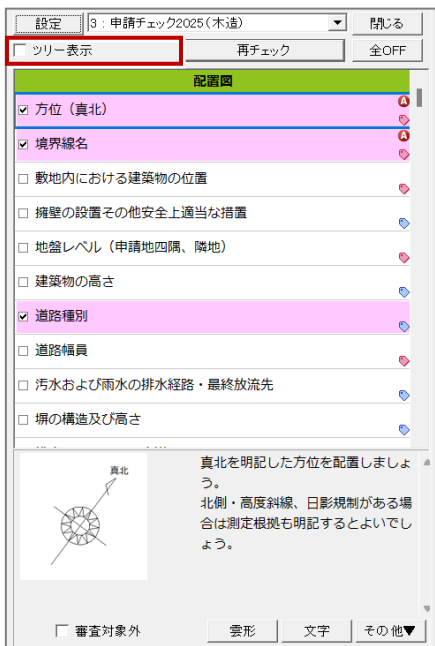 設定 3：申請チェック2025(木造) 閉じる
ツリー表示 再チェック 全OFF
配置図
方位（真北） A
境界線名 A
敷地内における建築物の位置
擁壁の設置その他安全上適当な措置
地盤レベル（申請地四隅、隣地）
建築物の高さ
道路種別
道路幅員
汚水および雨水の排水経路・最終放流先
塀の構造及び高さ
真北
真北を明記した方位を配置しましょ
う。
北側・高度斜線、日影規制がある場
合は測定根拠も明記するとよいでし
ょう。
審査対象外 雲形 文字 その他▼